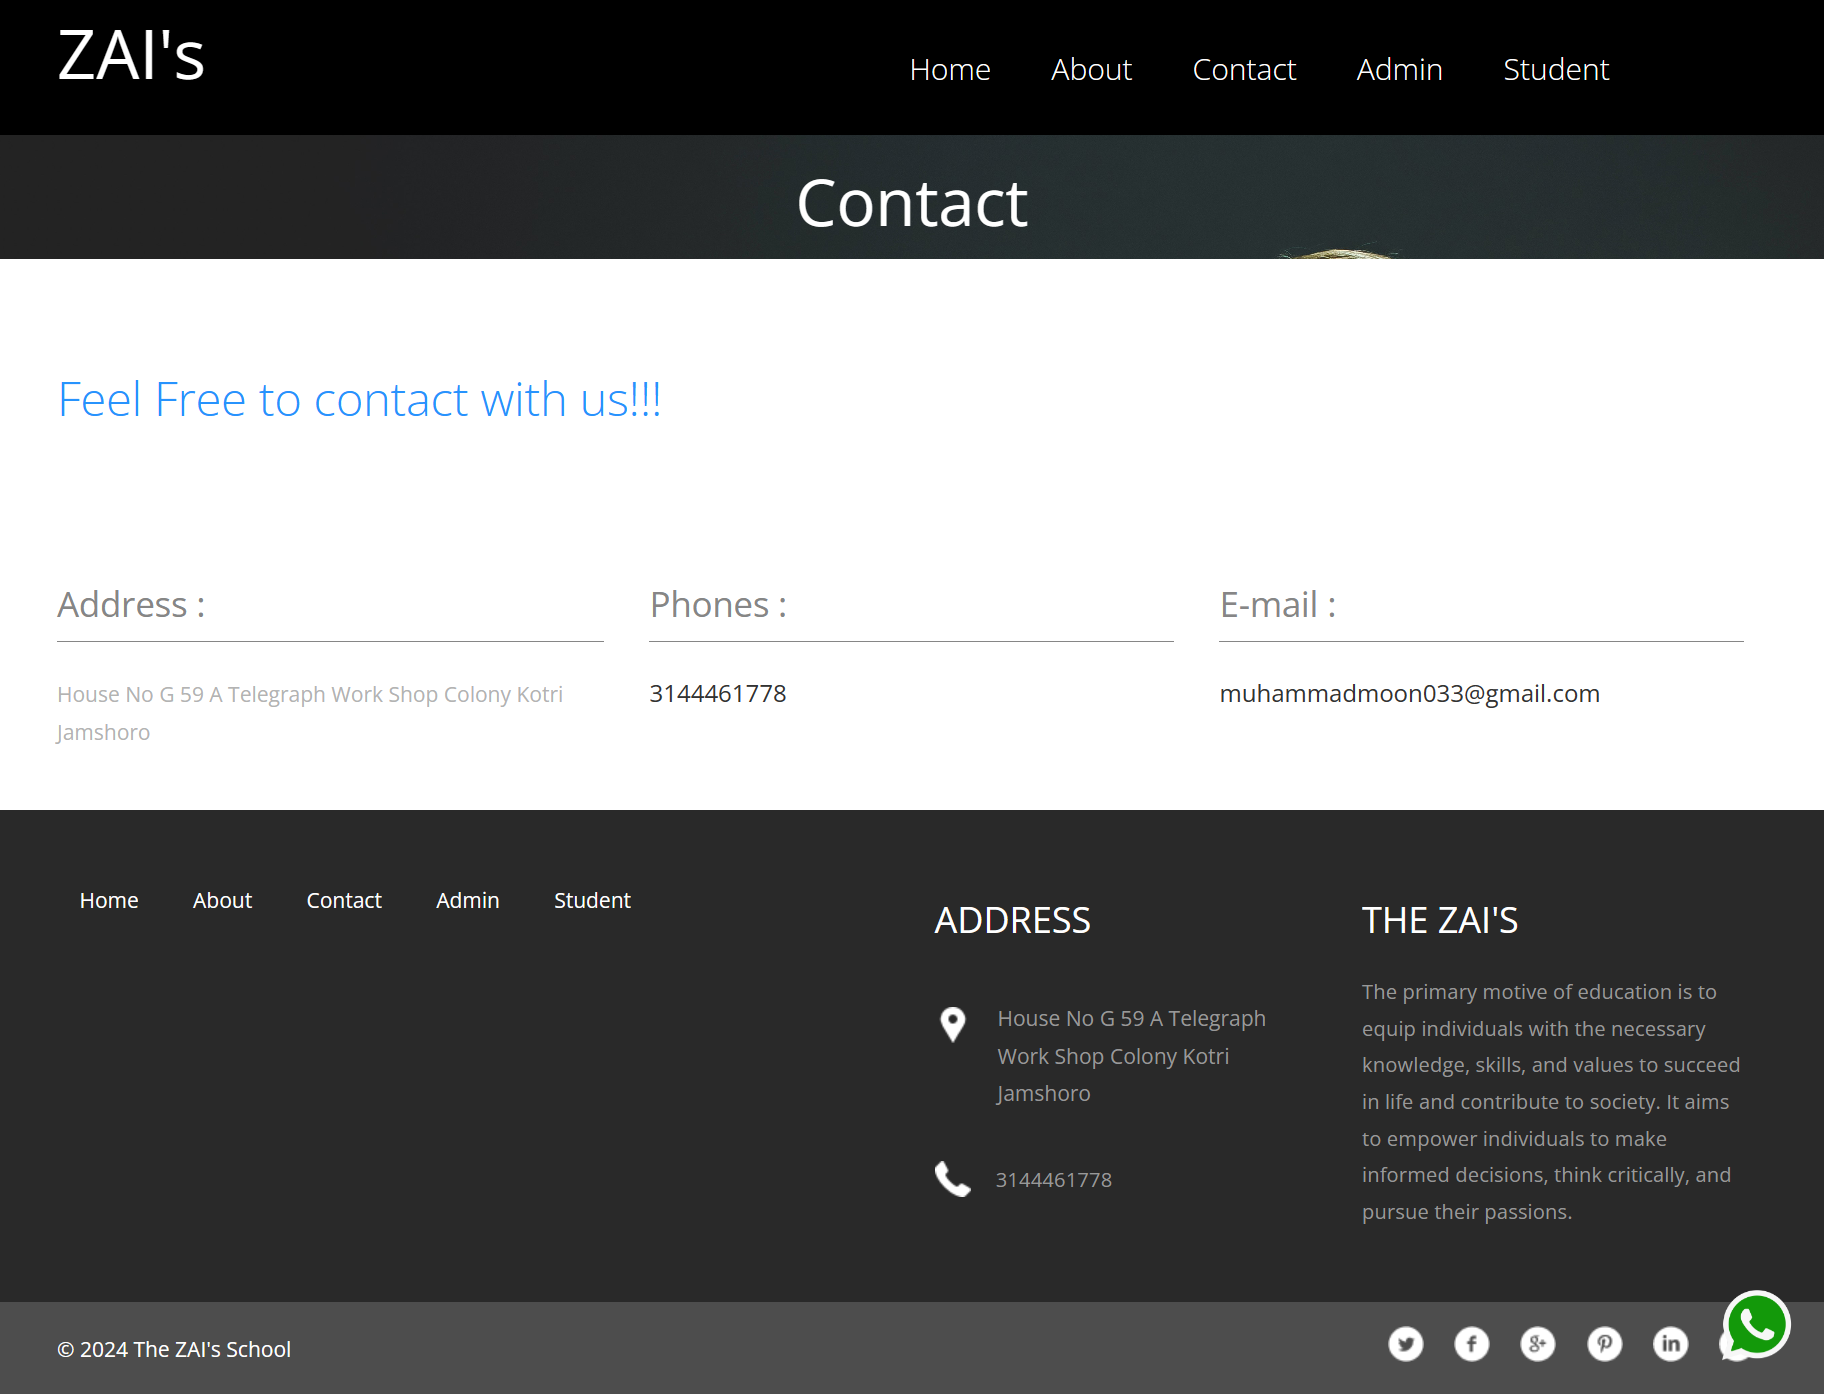 ZAI's
Home About Contact Admin Student
Contact
Feel Free to contact with us!!!
Address :
House No G 59 A Telegraph Work Shop Colony Kotri
Jamshoro
Phones :
3144461778
E-mail :
muhammadmoon033@gmail.com
Home About Contact Admin Student
ADDRESS
House No G 59 A Telegraph
Work Shop Colony Kotri
Jamshoro
3144461778
THE ZAI'S
The primary motive of education is to
equip individuals with the necessary
knowledge, skills, and values to succeed
in life and contribute to society. It aims
to empower individuals to make
informed decisions, think critically, and
pursue their passions.
© 2024 The ZAI's School